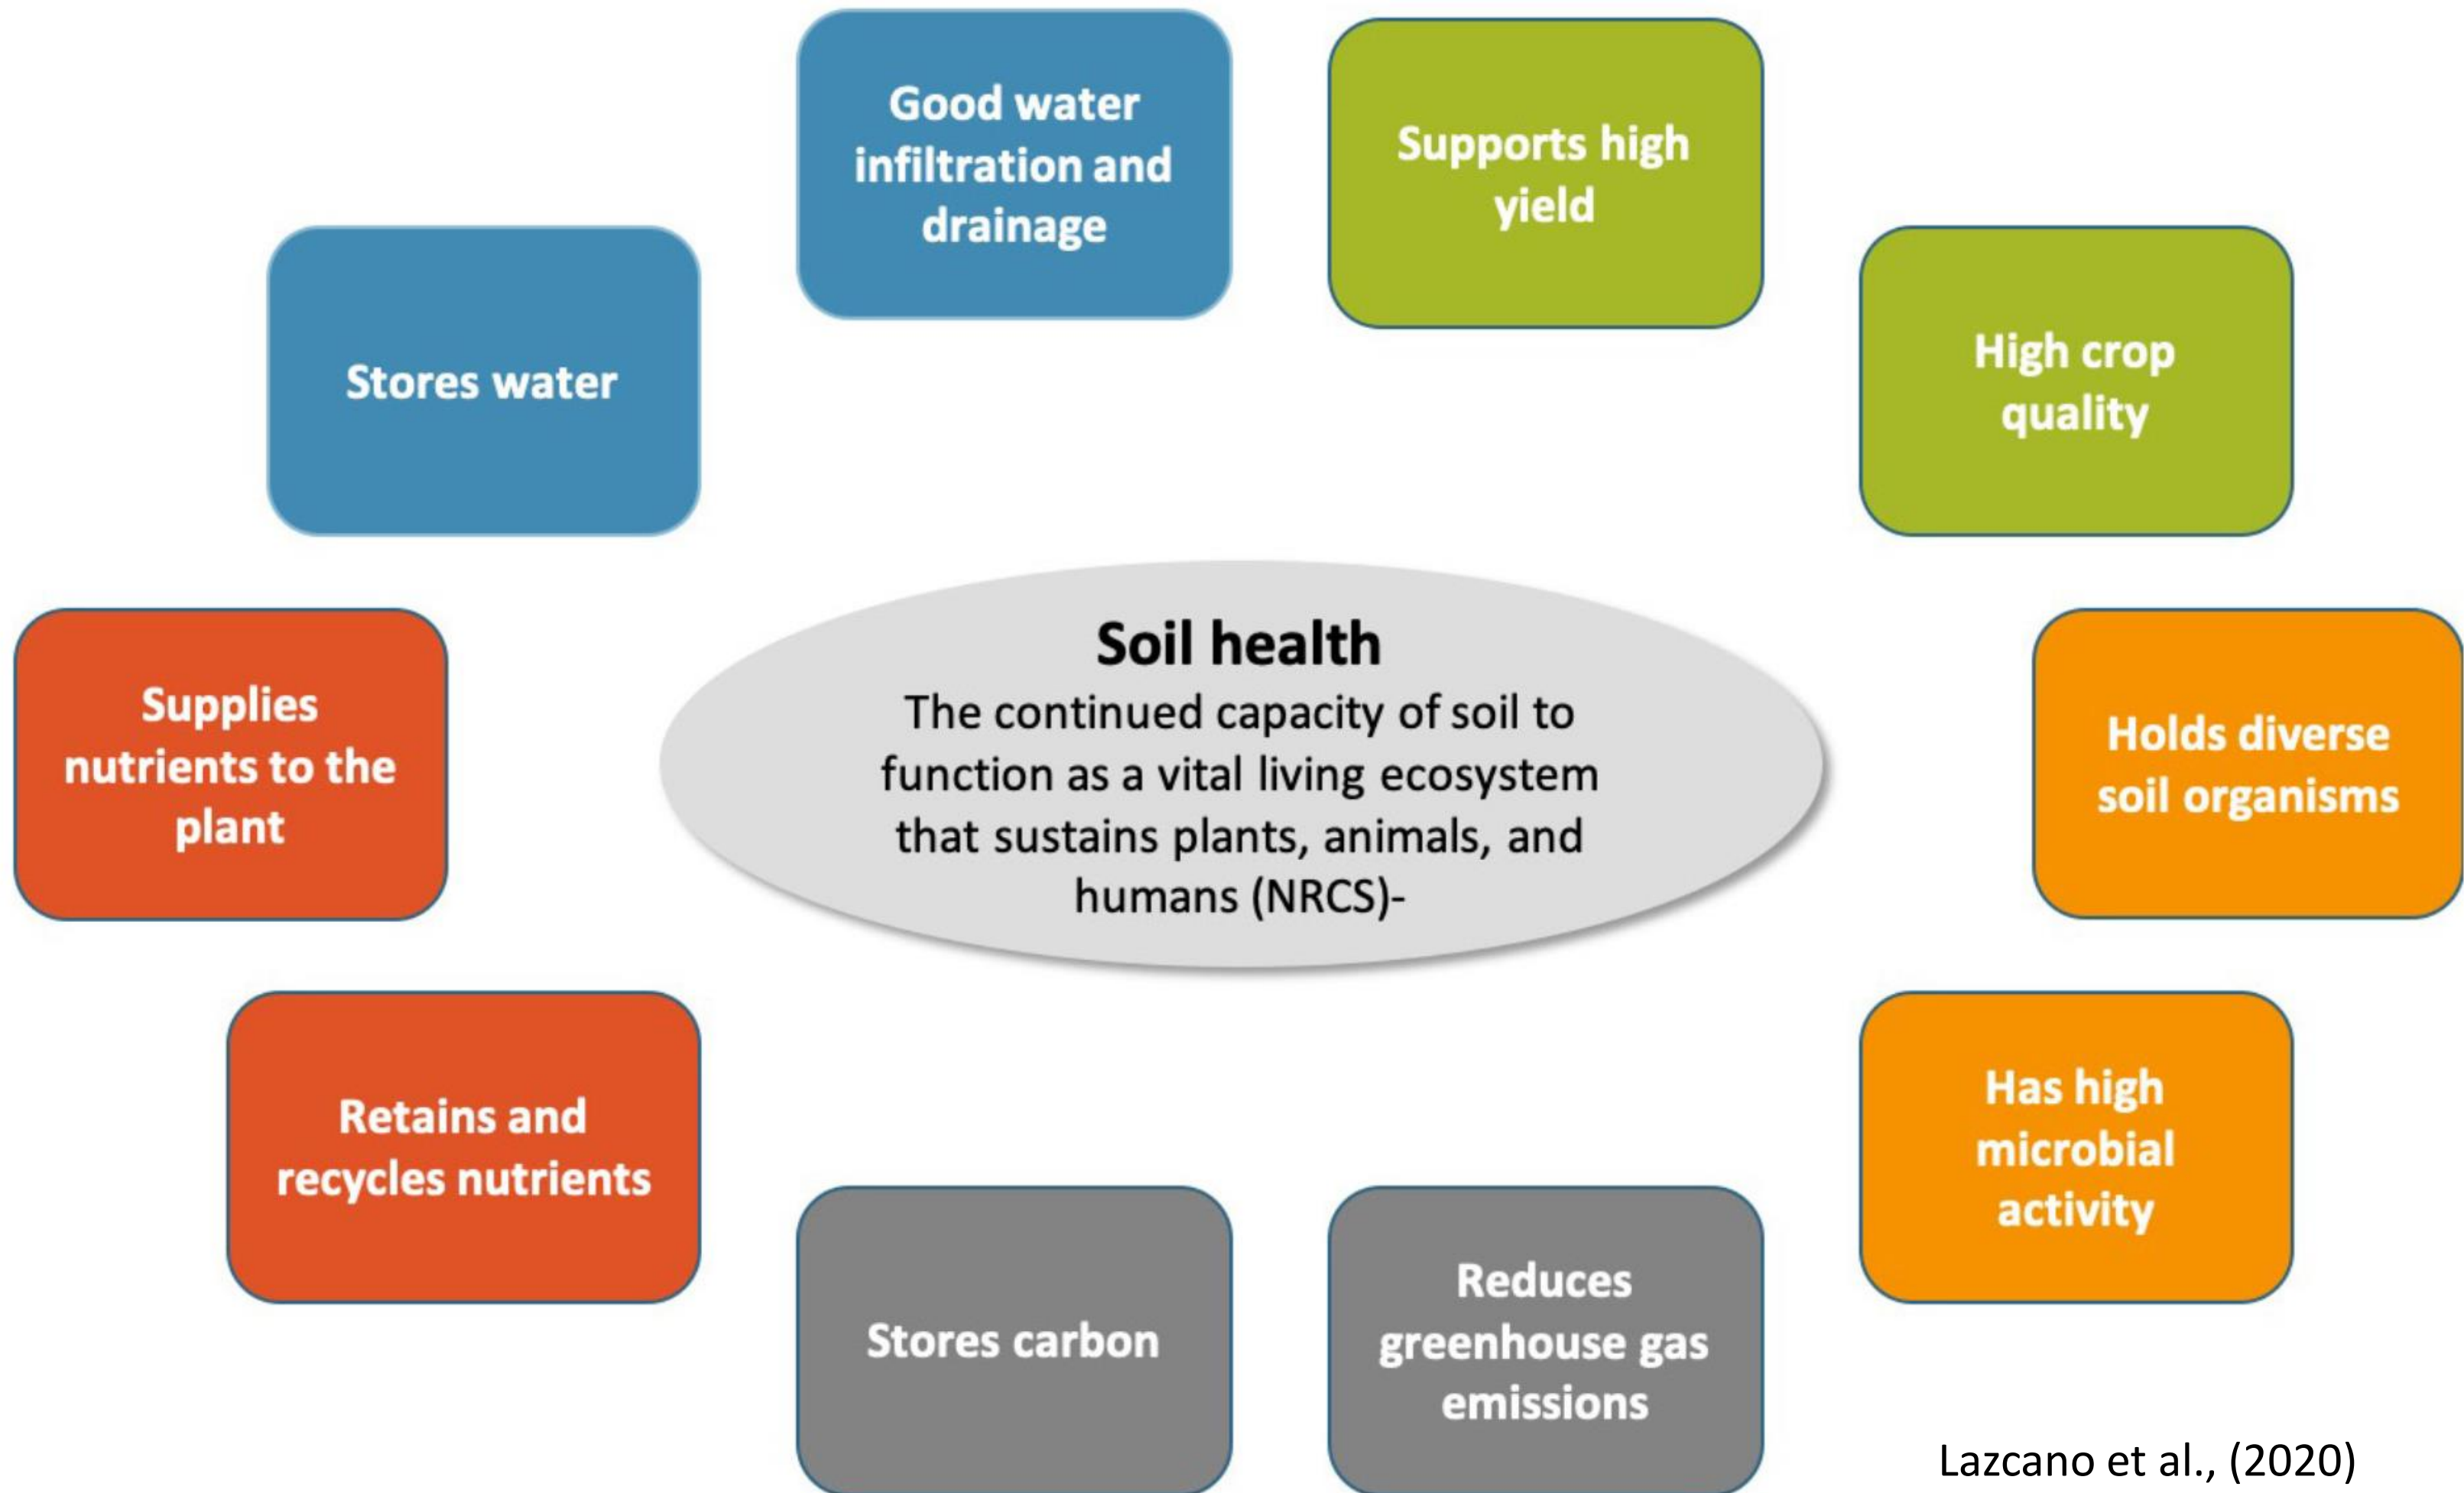 Good water
infiltration and
drainage
Supports high
yield
Stores water
High crop
quality
Soil health
The continued capacity of soil to
function as a vital living ecosystem
that sustains plants, animals, and
humans (NRCS)-
Supplies
nutrients to the
plant
Holds diverse
soil organisms
Retains and
recycles nutrients
Has high
microbial
activity
Stores carbon
Reduces
greenhouse gas
emissions
Lazcano et al., (2020)